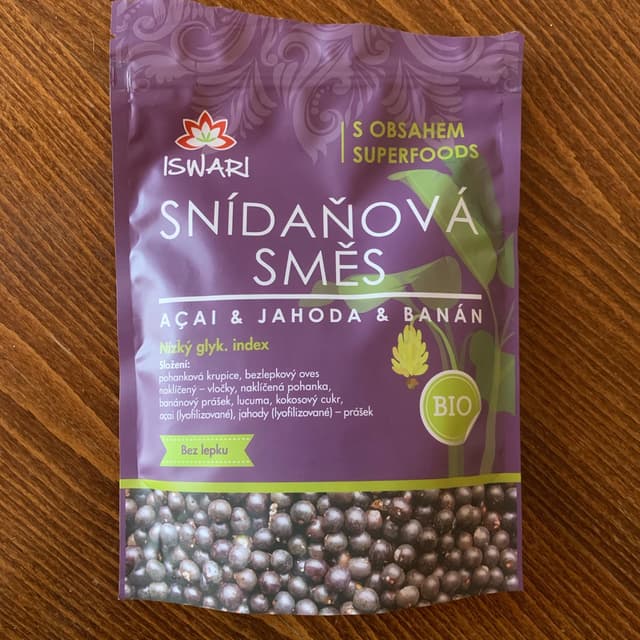 ISWARI
S OBSAHEM
SUPERFOODS
SNÍDAŇOVÁ
SMĚS
AÇAI & JAHODA & BANÁN
Nízký glyk. index
Složení:
pohanková krupice, bezlepkový oves
naklíčený – vločky, naklíčená pohanka,
banánový prášek, lucuma, kokosový cukr,
açai (lyofilizované), jahody (lyofilizované) – prášek
BIO
Bez lepku